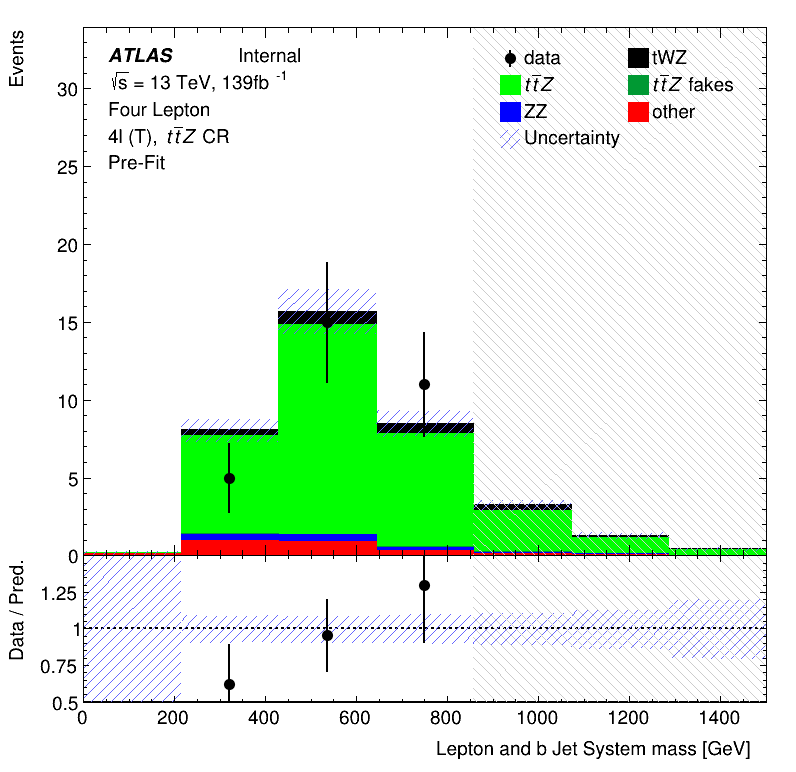 Events
ATLAS Internal
√s = 13 TeV, 139fb⁻¹
Four Lepton
4l (T), tt̄Z CR
Pre-Fit
data
tWZ
tt̄Z
tt̄Z fakes
ZZ
other
Uncertainty
30
25
20
15
10
5
0
Data / Pred.
1.25
1
0.75
0.5
0 200 400 600 800 1000 1200 1400
Lepton and b Jet System mass [GeV]